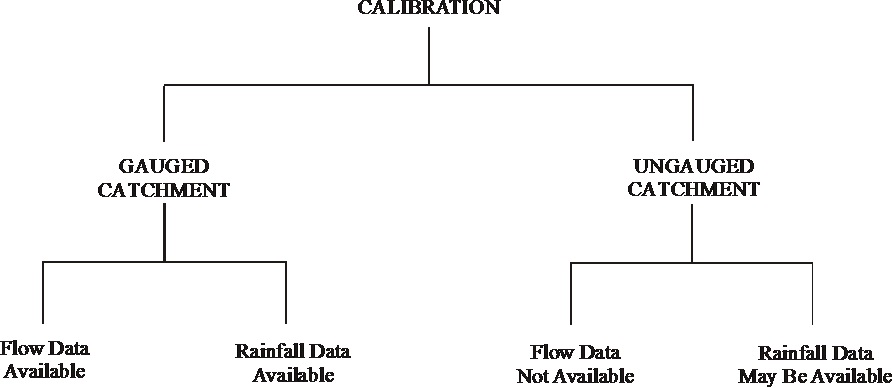 CALIBRATION
GAUGED
CATCHMENT
UNGAUGED
CATCHMENT
Flow Data
Available
Rainfall Data
Available
Flow Data
Not Available
Rainfall Data
May Be Available